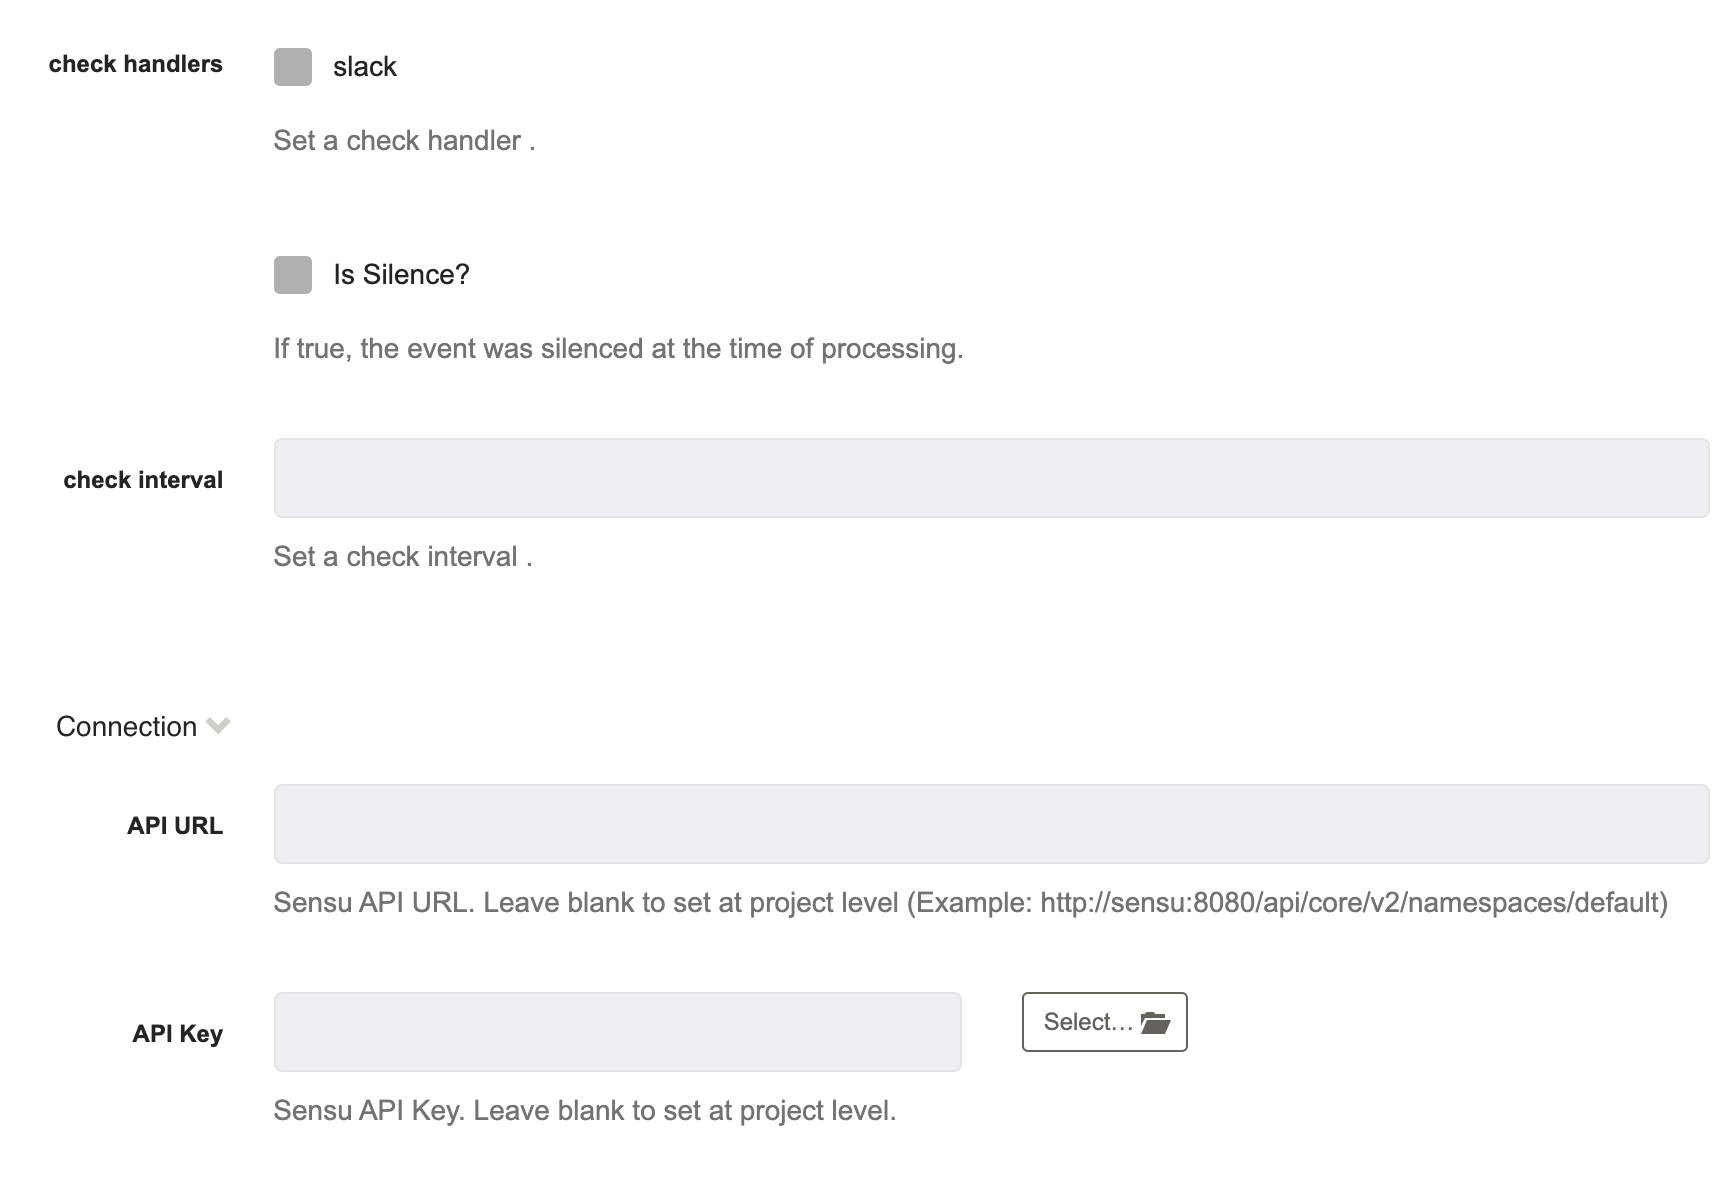 check handlers
slack
Set a check handler .
Is Silence?
If true, the event was silenced at the time of processing.
check interval
Set a check interval .
Connection
API URL
Sensu API URL. Leave blank to set at project level (Example: http://sensu:8080/api/core/v2/namespaces/default)
API Key
Select...
Sensu API Key. Leave blank to set at project level.